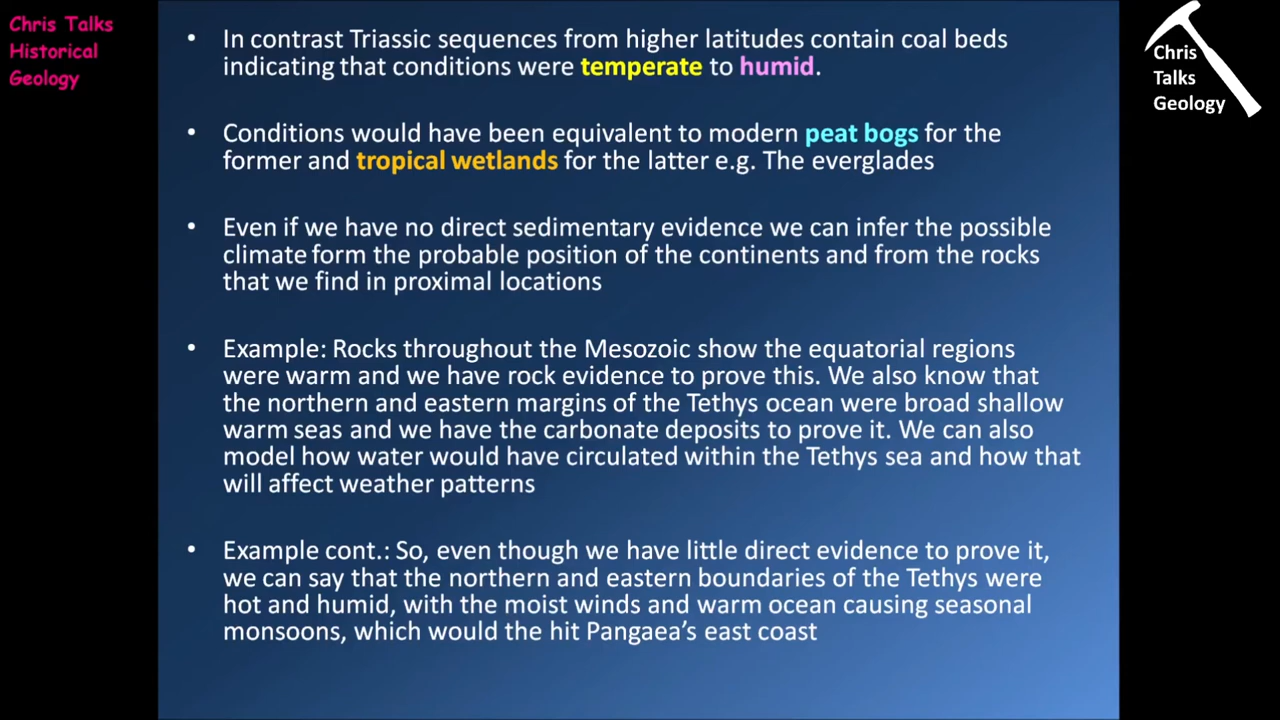 Chris Talks
Historical
Geology
Chris
Talks
Geology
• In contrast Triassic sequences from higher latitudes contain coal beds
indicating that conditions were temperate to humid.
• Conditions would have been equivalent to modern peat bogs for the
former and tropical wetlands for the latter e.g. The everglades
• Even if we have no direct sedimentary evidence we can infer the possible
climate form the probable position of the continents and from the rocks
that we find in proximal locations
• Example: Rocks throughout the Mesozoic show the equatorial regions
were warm and we have rock evidence to prove this. We also know that
the northern and eastern margins of the Tethys ocean were broad shallow
warm seas and we have the carbonate deposits to prove it. We can also
model how water would have circulated within the Tethys sea and how that
will affect weather patterns
• Example cont.: So, even though we have little direct evidence to prove it,
we can say that the northern and eastern boundaries of the Tethys were
hot and humid, with the moist winds and warm ocean causing seasonal
monsoons, which would the hit Pangaea's east coast